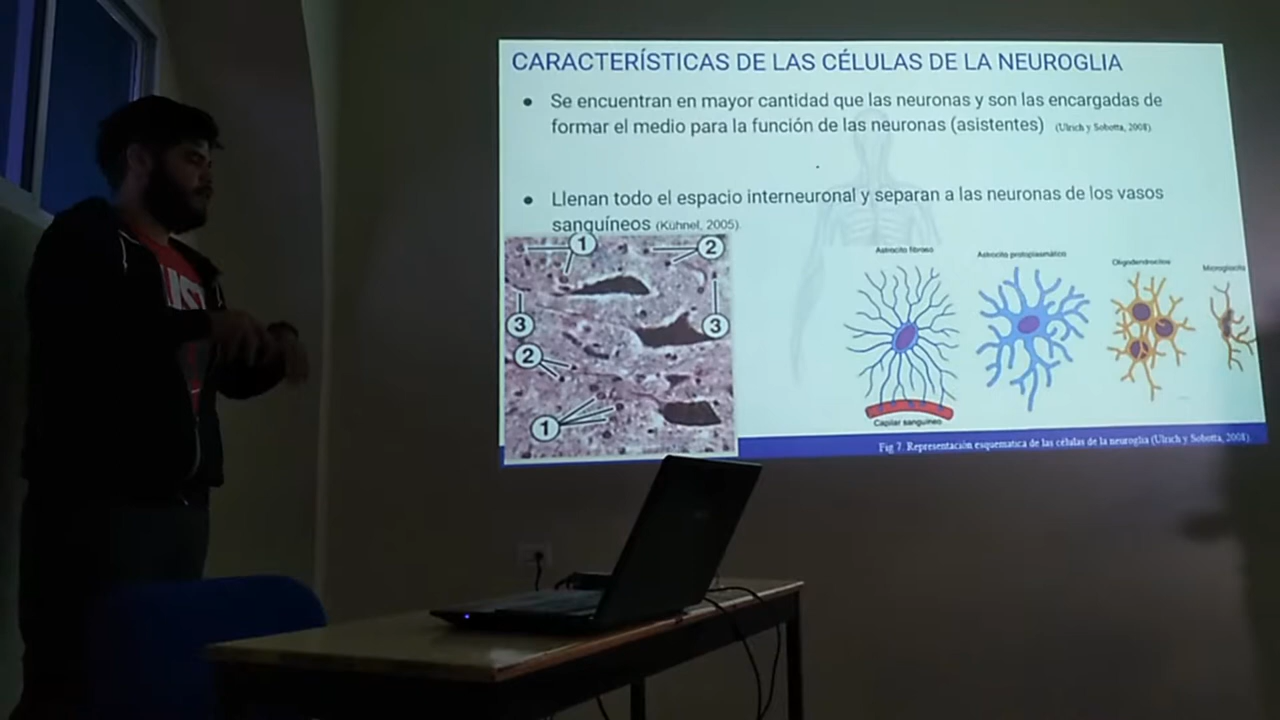 CARACTERÍSTICAS DE LAS CÉLULAS DE LA NEUROGLIA
● Se encuentran en mayor cantidad que las neuronas y son las encargadas de
formar el medio para la función de las neuronas (asistentes) (Ulrich y Sobotta, 2008)
● Llenan todo el espacio interneuronal y separan a las neuronas de los vasos
sanguíneos (Kühnel, 2005)
1
2
3
3
2
1
Astrocito fibroso
Astrocito protoplasmático
Oligodendrocitos
Microgliocito
Capilar sanguíneo
Fig 7. Representación esquematica de las células de la neuroglia (Ulrich y Sobotta, 2008).